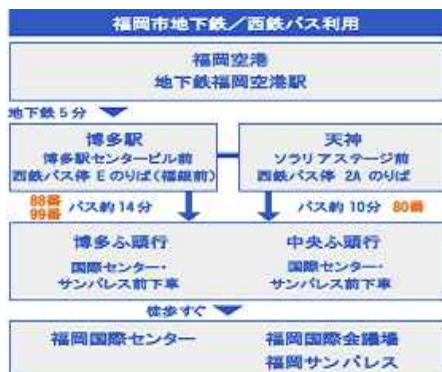 福岡市地下鉄／西鉄バス利用
福岡空港
地下鉄福岡空港駅
地下鉄5分
博多駅
博多駅センタービル前
西鉄バス停 E のりば(福銀前)
天神
ソラリアステージ前
西鉄バス停 2A のりば
88番
99番
バス約14分
バス約10分 80番
博多ふ頭行
国際センター・
サンパレス前下車
中央ふ頭行
国際センター・
サンパレス前下車
徒歩すぐ
福岡国際センター
福岡国際会議場
福岡サンパレス